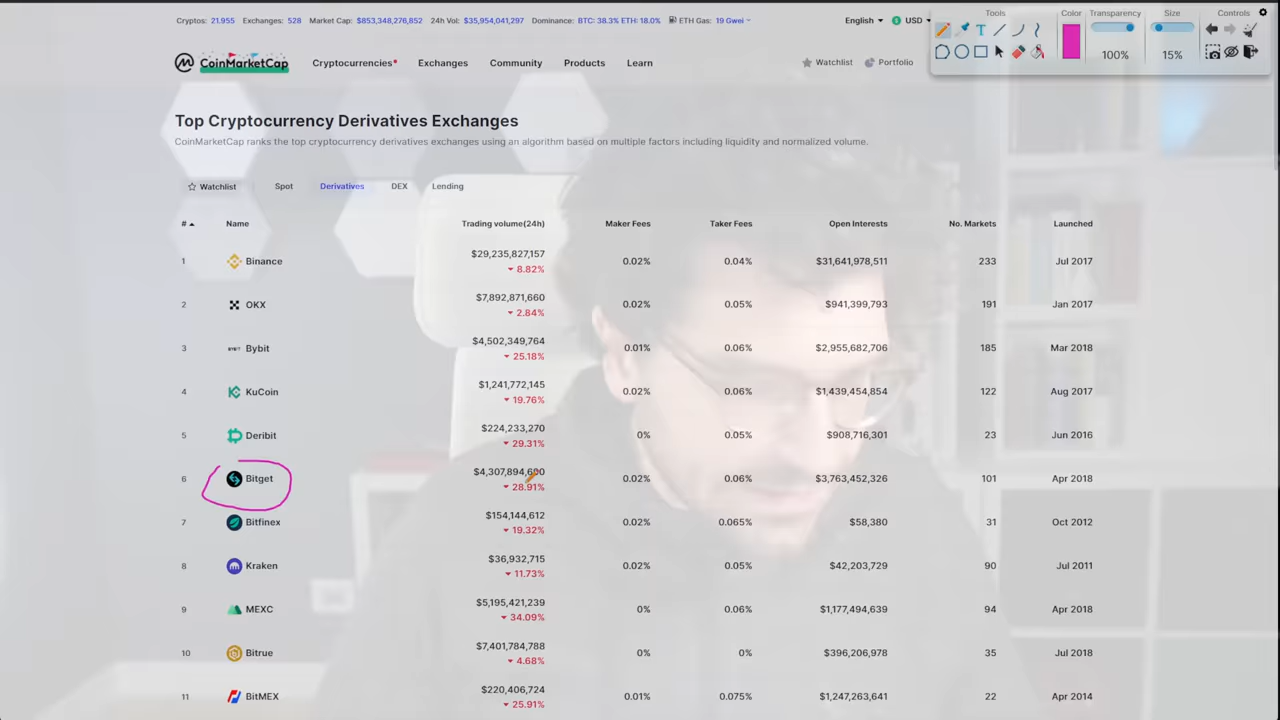 Cryptos: 21.955 Exchanges: 528 Market Cap: $853,348,276,852 24h Vol: $35,954,041,297 Dominance: BTC: 38.3% ETH: 18.0% ETH Gas: 19 Gwei English USD
Tools Color Transparency Size Controls
100% 15%
CoinMarketCap Cryptocurrencies Exchanges Community Products Learn Watchlist Portfolio
Top Cryptocurrency Derivatives Exchanges
CoinMarketCap ranks the top cryptocurrency derivatives exchanges using an algorithm based on multiple factors including liquidity and normalized volume.
Watchlist Spot Derivatives DEX Lending
# Name Trading volume(24h) Maker Fees Taker Fees Open Interests No. Markets Launched
1 Binance $29,235,827,157 0.02% 0.04% $31,641,978,511 233 Jul 2017
8.82%
2 OKX $7,892,871,660 0.02% 0.05% $941,399,793 191 Jan 2017
2.84%
3 Bybit $4,502,349,764 0.01% 0.06% $2,955,682,706 185 Mar 2018
25.18%
4 KuCoin $1,241,772,145 0.02% 0.06% $1,439,454,854 122 Aug 2017
19.76%
5 Deribit $224,233,270 0% 0.05% $908,716,301 23 Jun 2016
29.31%
6 Bitget $4,307,894,600 0.02% 0.06% $3,763,452,326 101 Apr 2018
28.91%
7 Bitfinex $154,144,612 0.02% 0.065% $58,380 31 Oct 2012
19.32%
8 Kraken $36,932,715 0.02% 0.05% $42,203,729 90 Jul 2011
11.73%
9 MEXC $5,195,421,239 0% 0.06% $1,177,494,639 94 Apr 2018
34.09%
10 Bitrue $7,401,784,788 0% 0% $396,206,978 35 Jul 2018
4.68%
11 BitMEX $220,406,724 0.01% 0.075% $1,247,263,641 22 Apr 2014
25.91%